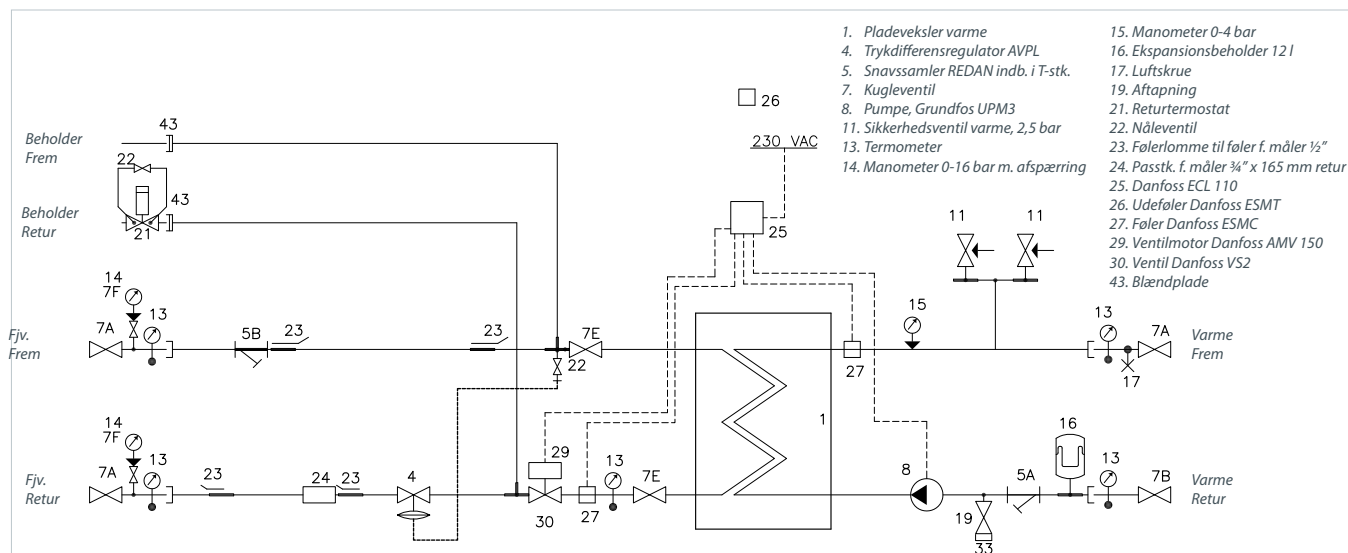 1. Pladeveksler varme
4. Trykdifferensregulator AVPL
5. Snavssamler REDAN indb. i T-stk.
7. Kugleventil
8. Pumpe, Grundfos UPM3
11. Sikkerhedsventil varme, 2,5 bar
13. Termometer
14. Manometer 0-16 bar m. afspærring
15. Manometer 0-4 bar
16. Ekspansionsbeholder 12 l
17. Luftskrue
19. Aftapning
21. Returtermostat
22. Nåleventil
23. Følerlomme til føler f. måler ½"
24. Passtk. f. måler ¾" x 165 mm retur
25. Danfoss ECL 110
26. Udeføler Danfoss ESMT
27. Føler Danfoss ESMC
29. Ventilmotor Danfoss AMV 150
30. Ventil Danfoss VS2
43. Blændplade
26
43
Beholder
Frem
230 VAC
22
43
Beholder
Retur
21
25
11
11
14
7F
13
7A
5B
23
23
7E
15
13
7A
Fjv.
Frem
Varme
Frem
22
27
17
14
7F
13
7A
23
24
23
4
29
13
7E
1
8
16
5A
13
7B
Fjv.
Retur
Varme
Retur
30
27
19
33